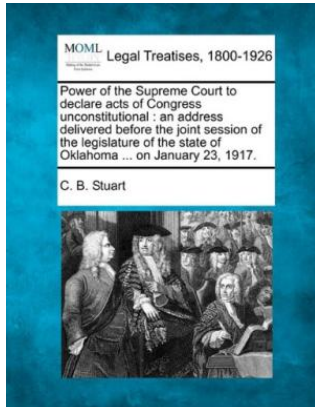 MOML Legal Treatises, 1800-1926
Power of the Supreme Court to
declare acts of Congress
unconstitutional : an address
delivered before the joint session of
the legislature of the state of
Oklahoma ... on January 23, 1917.
C. B. Stuart